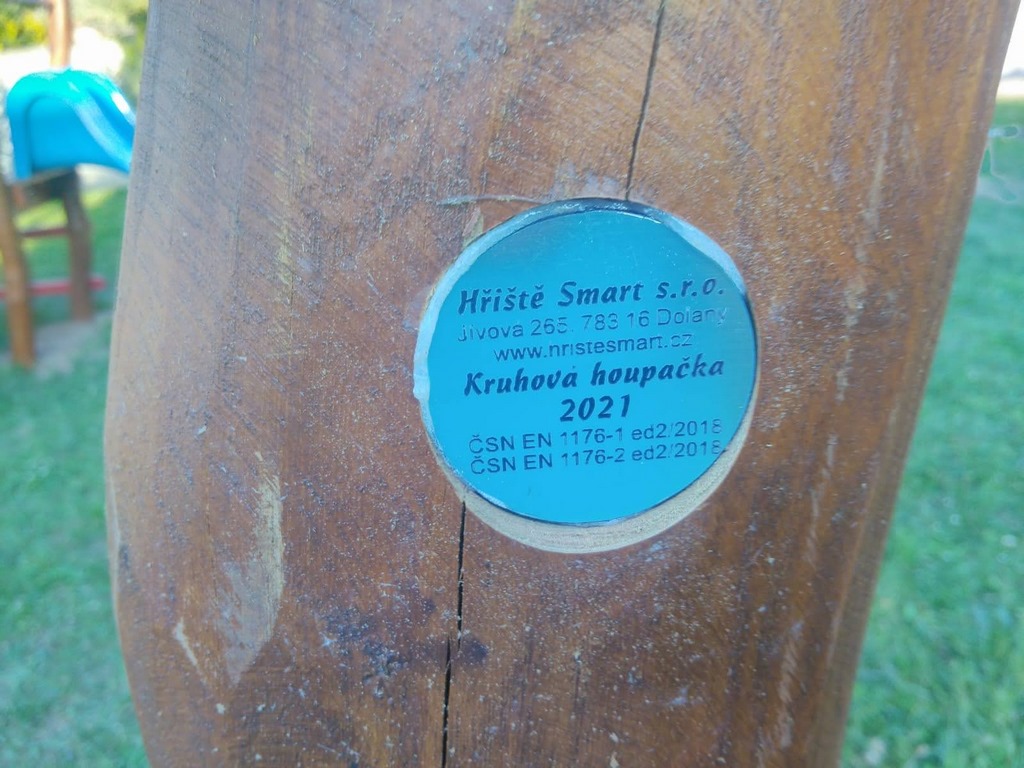 Hřiště Smart s.r.o.
Jívová 265, 783 16 Dolany
www.hristesmart.cz
Kruhová houpačka
2021
ČSN EN 1176-1 ed2/2018
ČSN EN 1176-2 ed2/2018